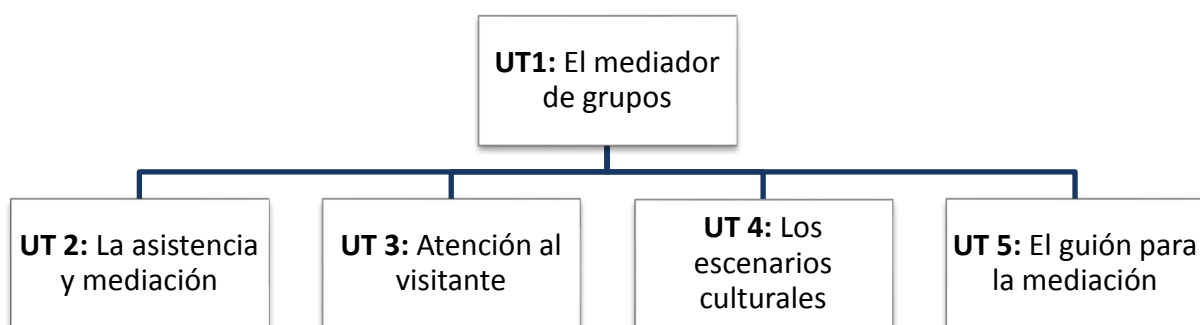 UT1: El mediador
de grupos
UT 2: La asistencia
y mediación
UT 3: Atención al
visitante
UT 4: Los
escenarios
culturales
UT 5: El guión para
la mediación